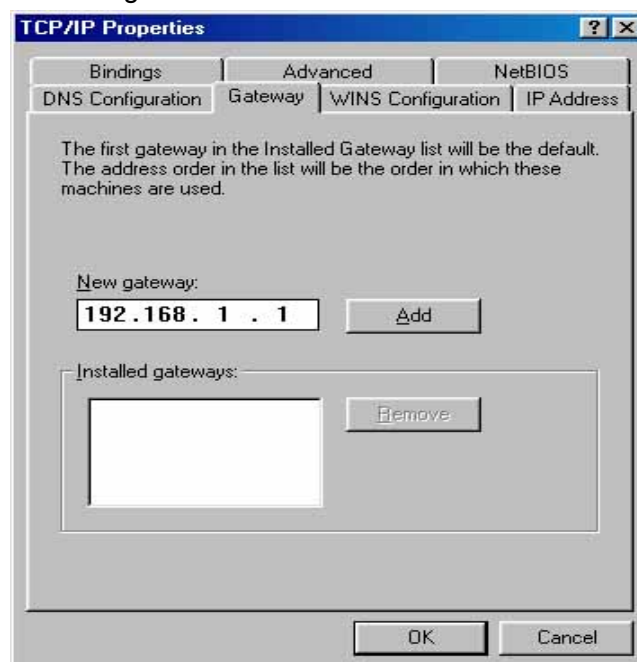 TCP/IP Properties
Bindings Advanced NetBIOS
DNS Configuration Gateway WINS Configuration IP Address
The first gateway in the Installed Gateway list will be the default.
The address order in the list will be the order in which these
machines are used.
New gateway:
192.168. 1 . 1 Add
Installed gateways:
Remove
OK Cancel